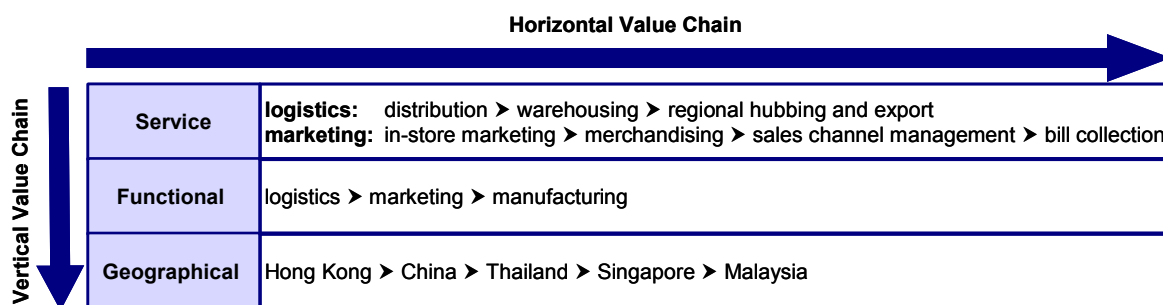 Horizontal Value Chain
Vertical Value Chain
Service
logistics: distribution ➤ warehousing ➤ regional hubbing and export
marketing: in-store marketing ➤ merchandising ➤ sales channel management ➤ bill collection
Functional
logistics ➤ marketing ➤ manufacturing
Geographical
Hong Kong ➤ China ➤ Thailand ➤ Singapore ➤ Malaysia